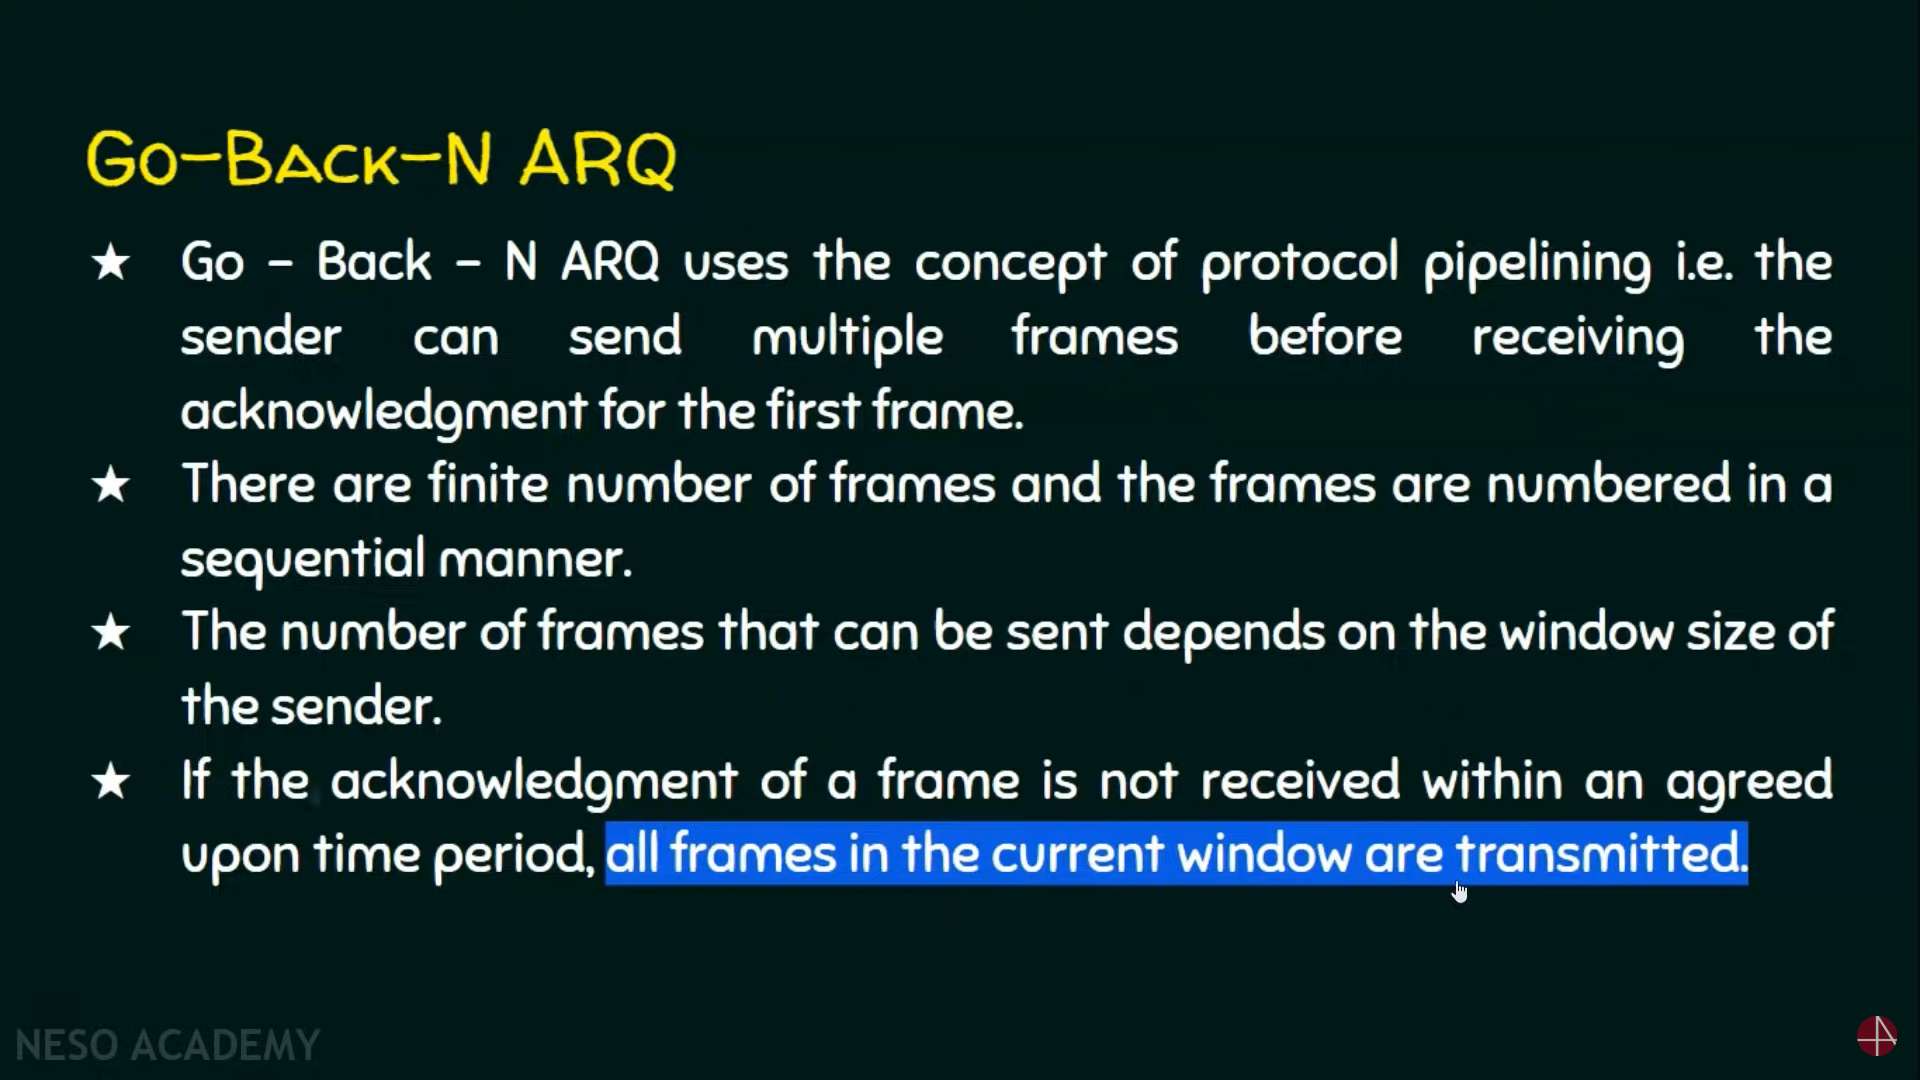 Go-Back-N ARQ
★ Go - Back - N ARQ uses the concept of protocol pipelining i.e. the
sender can send multiple frames before receiving the
acknowledgment for the first frame.
★ There are finite number of frames and the frames are numbered in a
sequential manner.
★ The number of frames that can be sent depends on the window size of
the sender.
★ If the acknowledgment of a frame is not received within an agreed
upon time period, all frames in the current window are transmitted.
NESO ACADEMY